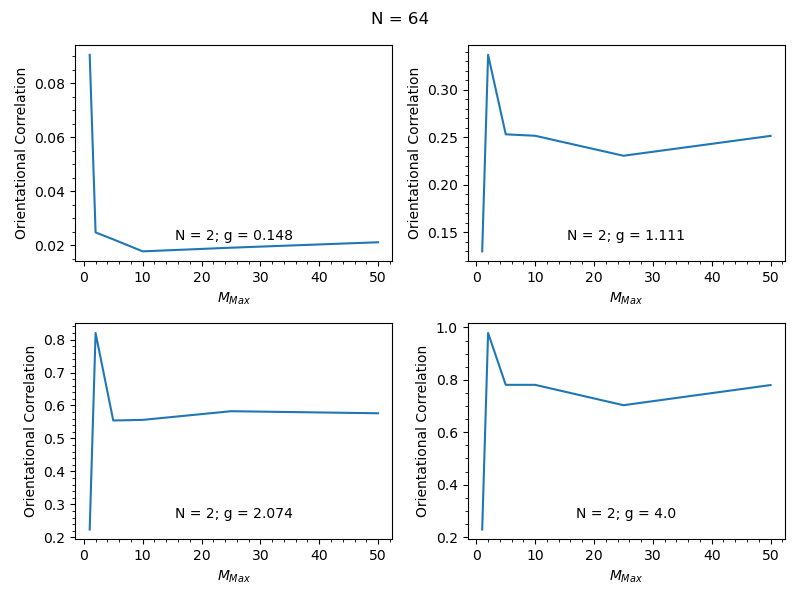 N = 64
Orientational Correlation
0.08
0.06
0.04
0.02
N = 2; g = 0.148
0 10 20 30 40 50
M_Max
Orientational Correlation
0.30
0.25
0.20
0.15
N = 2; g = 1.111
0 10 20 30 40 50
M_Max
Orientational Correlation
0.8
0.7
0.6
0.5
0.4
0.3
0.2
N = 2; g = 2.074
0 10 20 30 40 50
M_Max
Orientational Correlation
1.0
0.8
0.6
0.4
0.2
N = 2; g = 4.0
0 10 20 30 40 50
M_Max